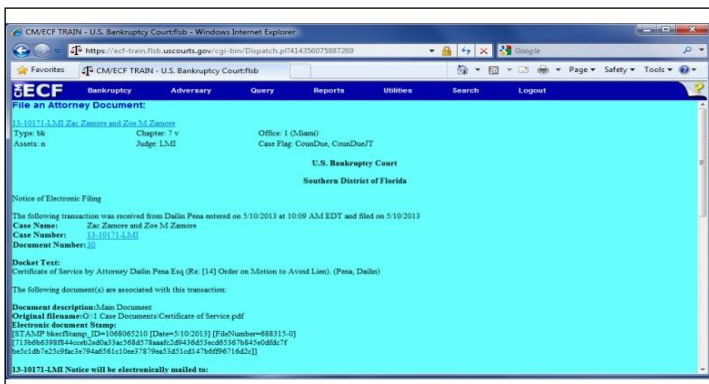 CM/ECF TRAIN - U.S. Bankruptcy Court:flsb - Windows Internet Explorer
https://ecf-train.flsb.uscourts.gov/cgi-bin/Dispatch.pl?414356075887269
Google
Favorites CM/ECF TRAIN - U.S. Bankruptcy Court:flsb Page Safety Tools
ECF Bankruptcy Adversary Query Reports Utilities Search Logout ?
File an Attorney Document:
13-10171-LMI Zac Zamore and Zoe M Zamore
Type: bk Chapter: 7 v Office: 1 (Miami)
Assets: n Judge: LMI Case Flag: CounDue, CounDueJT
U.S. Bankruptcy Court
Southern District of Florida
Notice of Electronic Filing
The following transaction was received from Dailin Pena entered on 5/10/2013 at 10:09 AM EDT and filed on 5/10/2013
Case Name: Zac Zamore and Zoe M Zamore
Case Number: 13-10171-LMI
Document Number: 30
Docket Text:
Certificate of Service by Attorney Dailin Pena Esq (Re: [14] Order on Motion to Avoid Lien). (Pena, Dailin)
The following document(s) are associated with this transaction:
Document description:Main Document
Original filename:G:\1 Case Documents\Certificate of Service.pdf
Electronic document Stamp:
[STAMP bkecfStamp_ID=1068065210 [Date=5/10/2013] [FileNumber=688315-0]
13-10171-LMI Notice will be electronically mailed to: